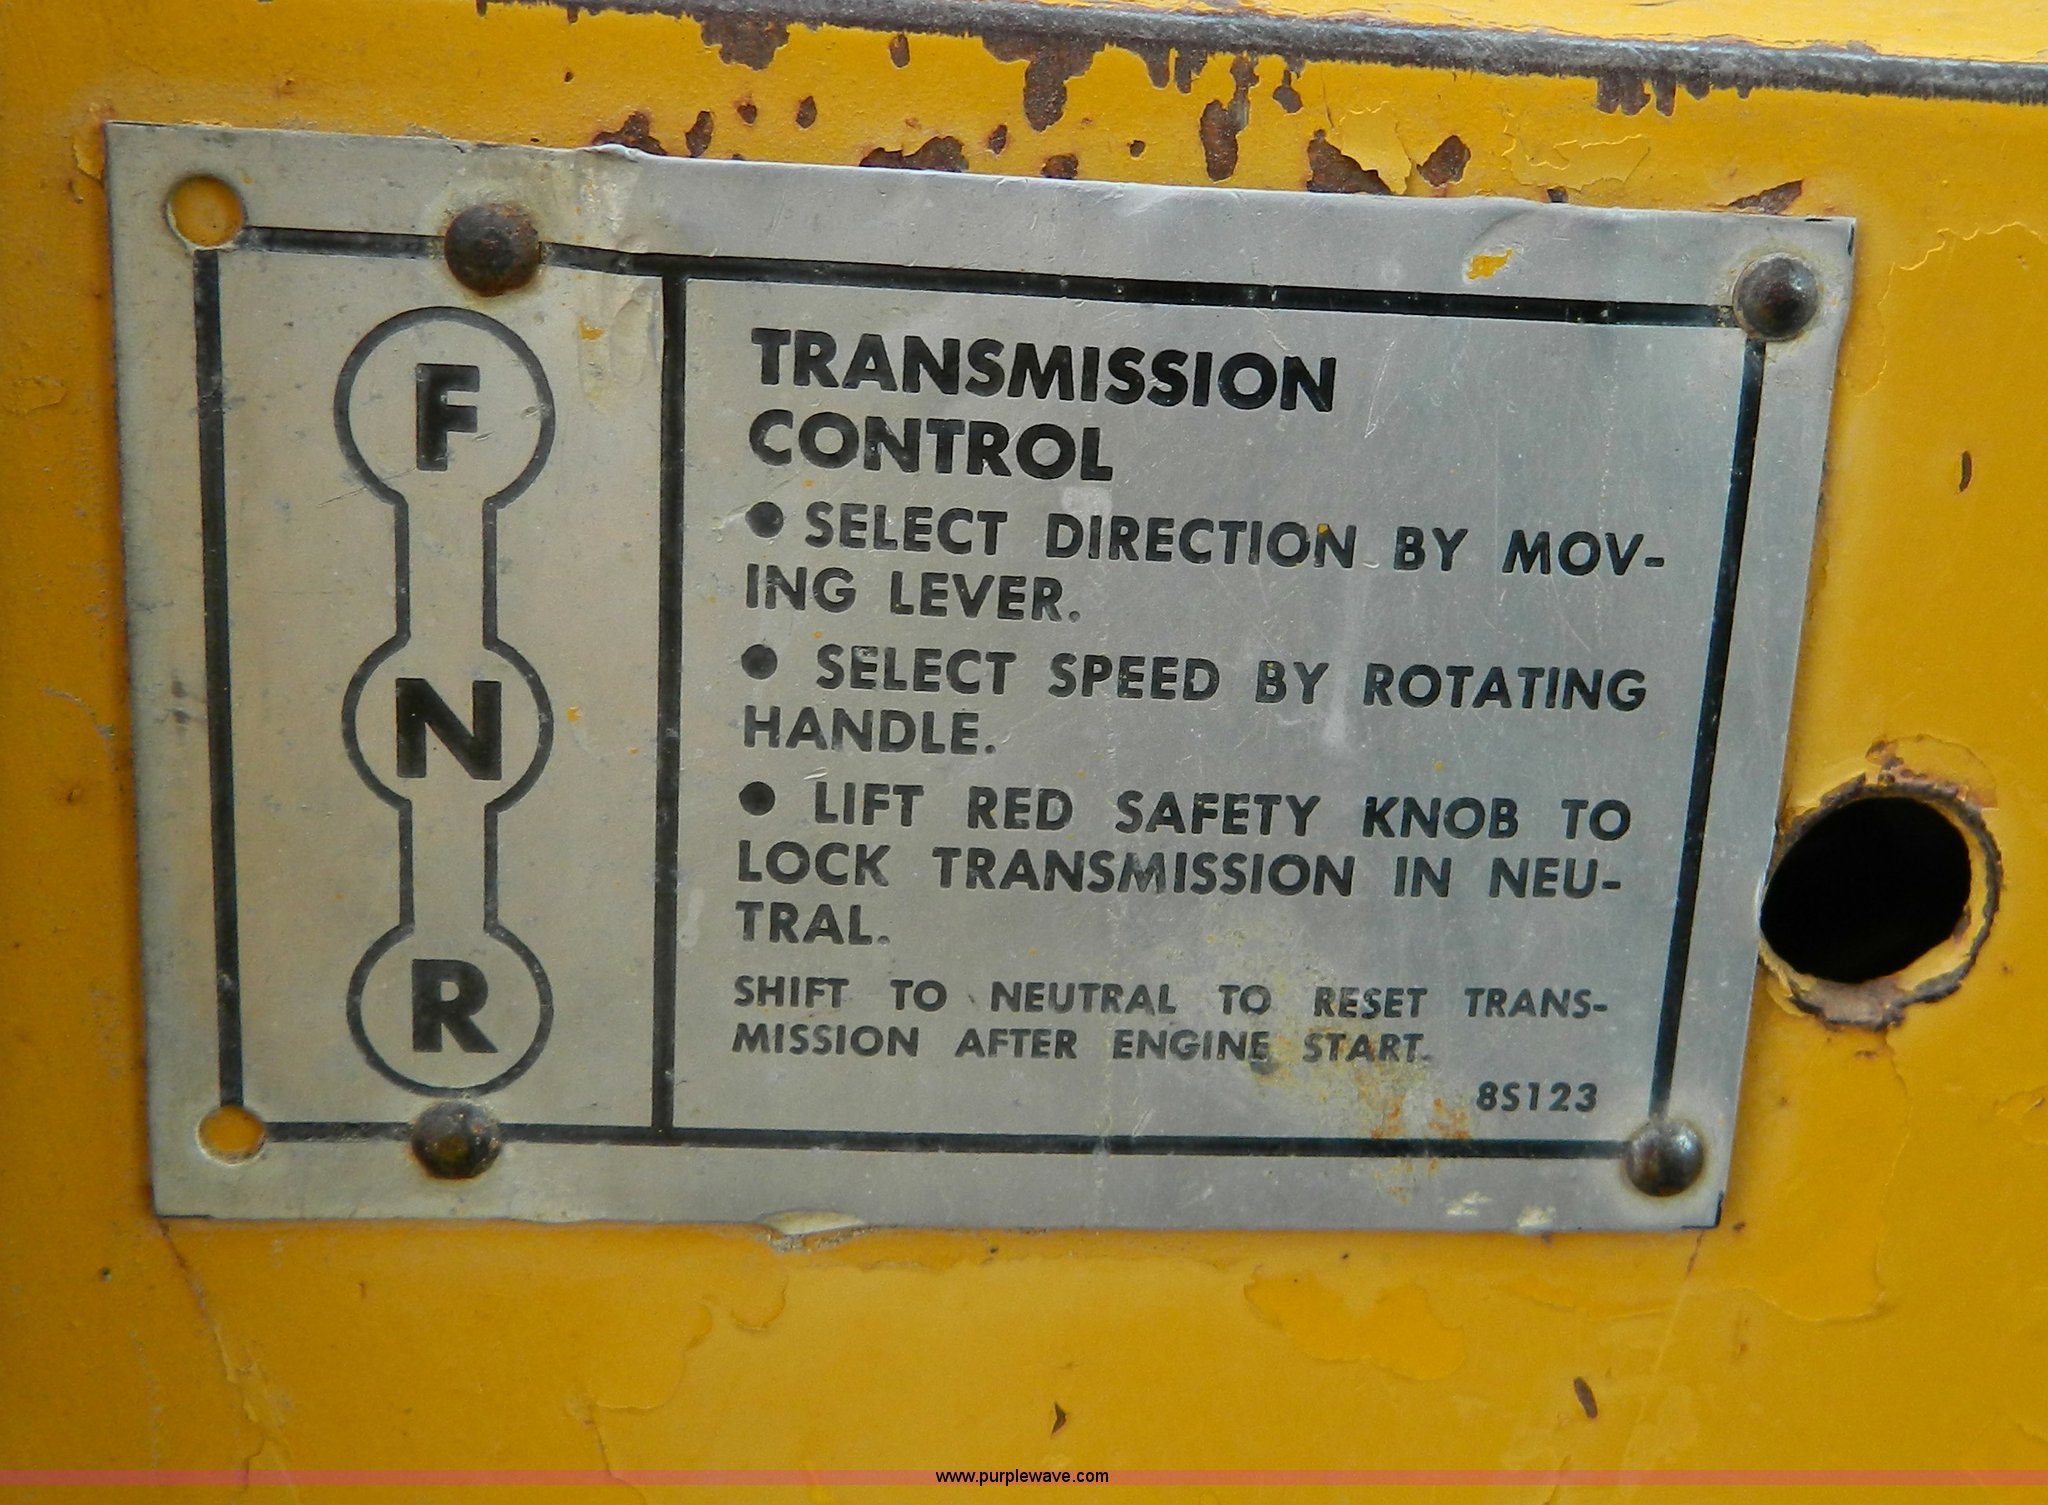 F
N
R
TRANSMISSION
CONTROL
• SELECT DIRECTION BY MOV-
ING LEVER.
• SELECT SPEED BY ROTATING
HANDLE.
• LIFT RED SAFETY KNOB TO
LOCK TRANSMISSION IN NEU-
TRAL.
SHIFT TO NEUTRAL TO RESET TRANS-
MISSION AFTER ENGINE START.
8S123
www.purplewave.com